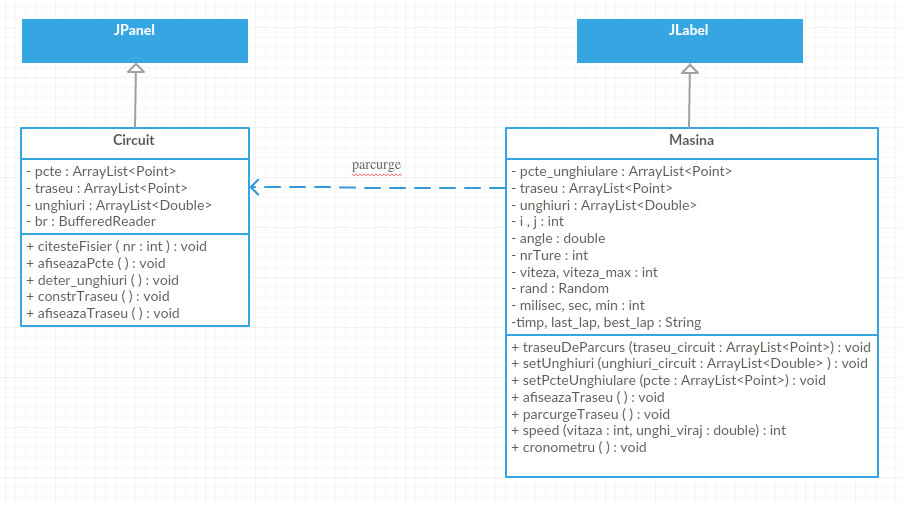 JPanel
JLabel
Circuit
- pcte : ArrayList<Point>
- traseu : ArrayList<Point>
- unghiuri : ArrayList<Double>
- br : BufferedReader
+ citesteFisier ( nr : int ) : void
+ afiseazaPcte ( ) : void
+ deter_unghiuri ( ) : void
+ constrTraseu ( ) : void
+ afiseazaTraseu ( ) : void
parcurge
Masina
- pcte_unghiulare : ArrayList<Point>
- traseu : ArrayList<Point>
- unghiuri : ArrayList<Double>
- i , j : int
- angle : double
- nrTure : int
- viteza, viteza_max : int
- rand : Random
- milisec, sec, min : int
-timp, last_lap, best_lap : String
+ traseuDeParcurs (traseu_circuit : ArrayList<Point>) : void
+ setUnghiuri (unghiuri_circuit : ArrayList<Double> ) : void
+ setPcteUnghiulare (pcte : ArrayList<Point>) : void
+ afiseazaTraseu ( ) : void
+ parcurgeTraseu ( ) : void
+ speed (vitaza : int, unghi_viraj : double) : int
+ cronometru ( ) : void